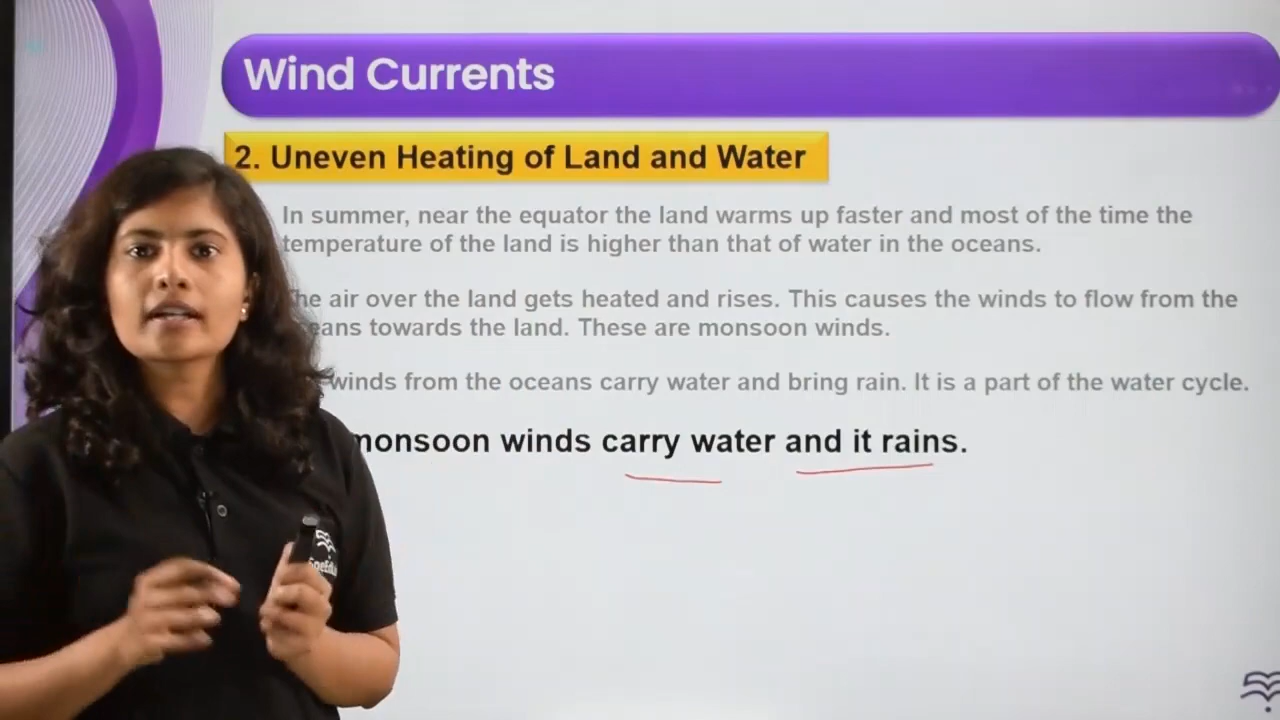 Wind Currents
2. Uneven Heating of Land and Water
In summer, near the equator the land warms up faster and most of the time the
temperature of the land is higher than that of water in the oceans.
The air over the land gets heated and rises. This causes the winds to flow from the
towards the land. These are monsoon winds.
winds from the oceans carry water and bring rain. It is a part of the water cycle.
monsoon winds carry water and it rains.